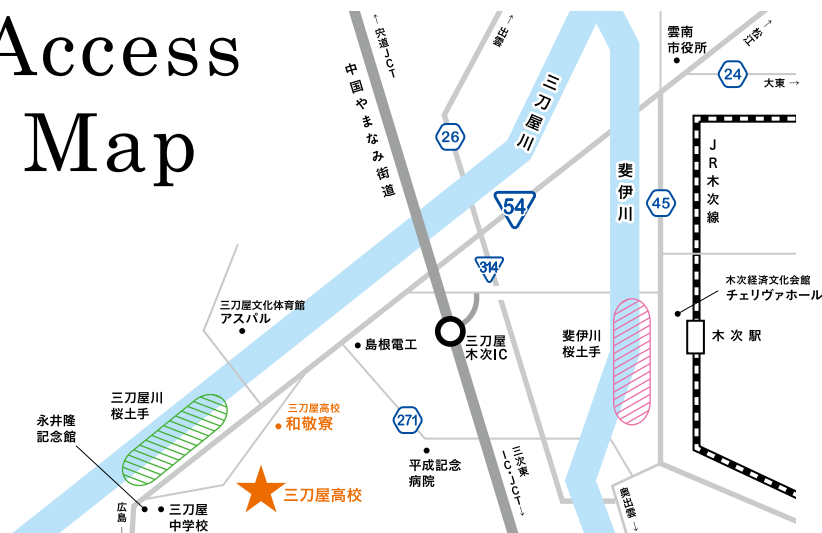 Access
Map
↑宍道JCT
中国やまなみ街道
出雲→
26
三刀屋川
54
314
斐伊川
雲南
市役所
松江→
24
大東→
45
JR木次線
木次経済文化会館
チェリヴァホール
木次駅
三刀屋文化体育館
アスパル
島根電工
三刀屋
木次IC
斐伊川
桜土手
三刀屋川
桜土手
永井隆
記念館
三刀屋高校
和敬寮
271
平成記念
病院
三次東
IC・JCT→
奥出雲→
三刀屋高校
広島
三刀屋
中学校